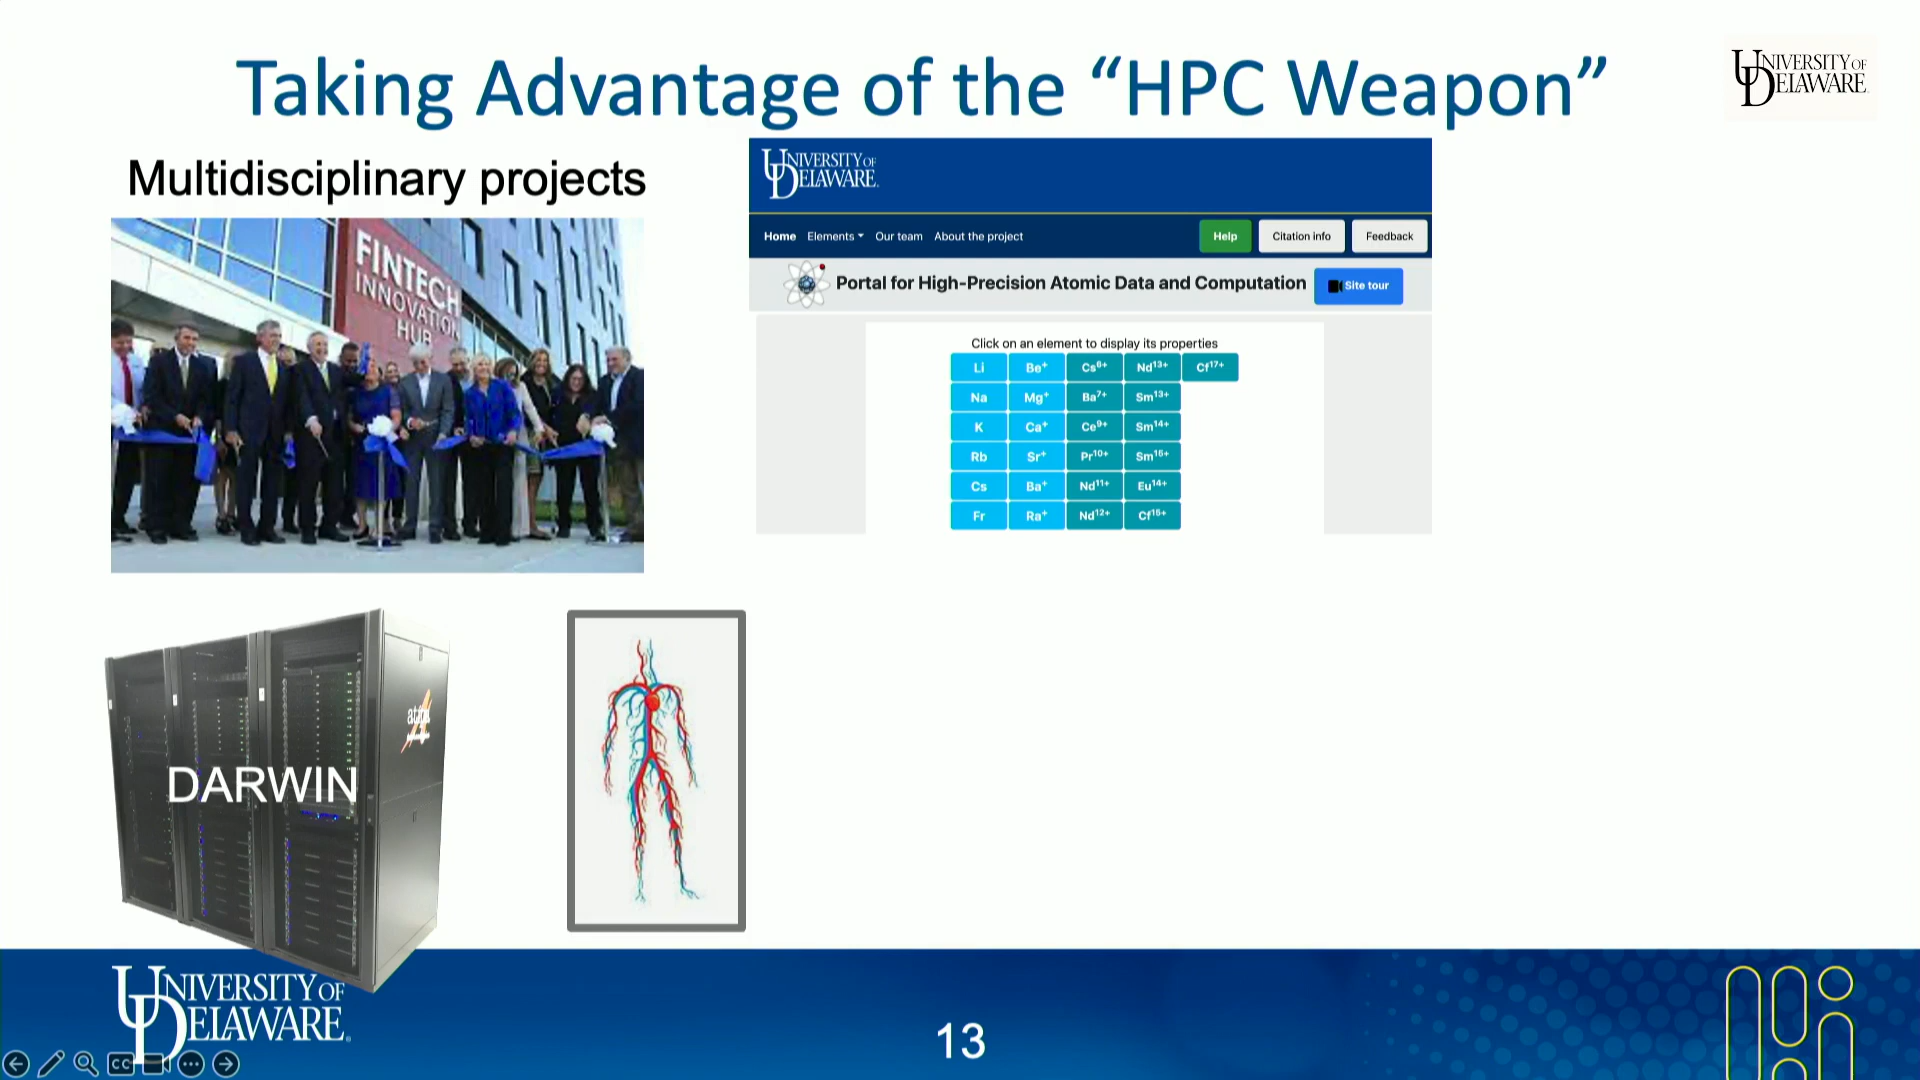 Taking Advantage of the “HPC Weapon”
UNIVERSITY OF
DELAWARE
Multidisciplinary projects
FINTECH
INNOVATION
HUB
UNIVERSITY OF
DELAWARE
Home Elements Our team About the project Help Citation info Feedback
Portal for High-Precision Atomic Data and Computation Site tour
Click on an element to display its properties
Li Be⁺ Cs⁶⁺ Nd¹³⁺ Cf¹⁷⁺
Na Mg⁺ Ba⁷⁺ Sm¹³⁺
K Ca⁺ Ce⁹⁺ Sm¹⁴⁺
Rb Sr⁺ Pr¹⁰⁺ Sm¹⁵⁺
Cs Ba⁺ Nd¹¹⁺ Eu¹⁴⁺
Fr Ra⁺ Nd¹²⁺ Cf¹⁵⁺
DARWIN
UNIVERSITY OF
DELAWARE
13
CC